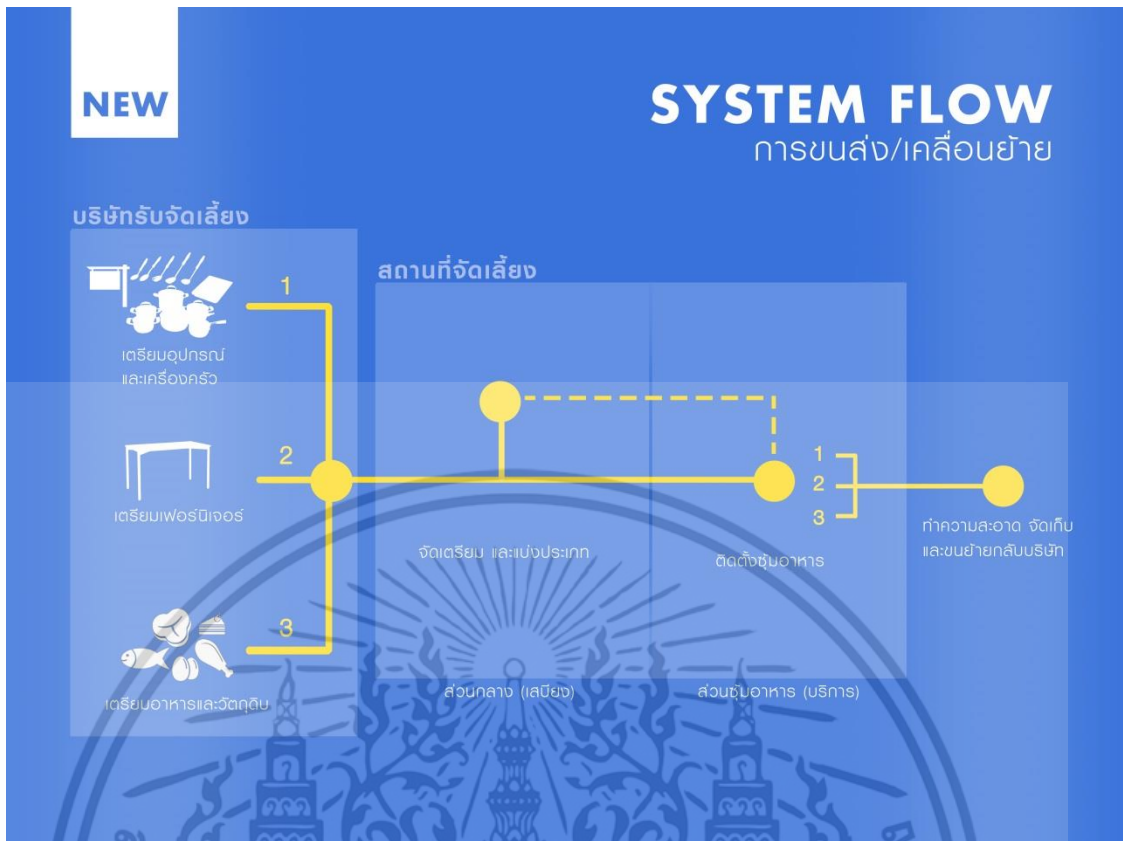 NEW
SYSTEM FLOW
การขนส่ง/เคลื่อนย้าย
บริษัทรับจัดเลี้ยง
สถานที่จัดเลี้ยง
1
เตรียมอุปกรณ์
และเครื่องครัว
2
เตรียมเฟอร์นิเจอร์
3
เตรียมอาหารและวัตถุดิบ
จัดเตรียม และแบ่งประเภท
ส่วนกลาง (เสบียง)
1
2
3
ติดตั้งซุ้มอาหาร
ส่วนซุ้มอาหาร (บริการ)
ทำความสะอาด จัดเก็บ
และขนย้ายกลับบริษัท